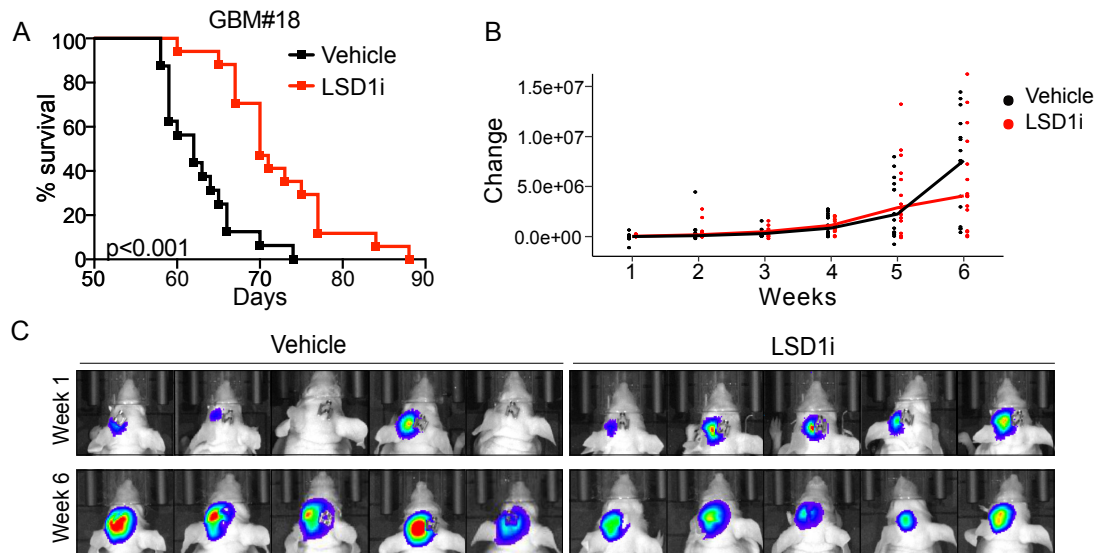 GBM#18
A
100
80
60
40
20
0
% survival
Vehicle
LSD1i
p<0.001
50 60 70 80 90
Days
B
1.5e+07
1.0e+07
5.0e+06
0.0e+00
Change
Vehicle
LSD1i
1 2 3 4 5 6
Weeks
C
Vehicle LSD1i
Week 1
Week 6